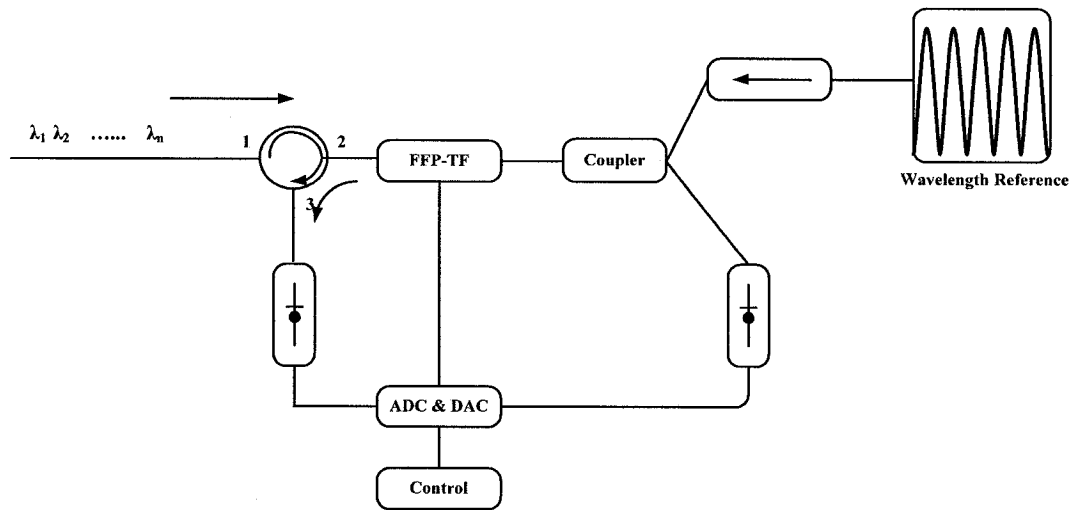 λ1 λ2 ...... λn
1
2
3
FFP-TF
Coupler
Wavelength Reference
ADC & DAC
Control